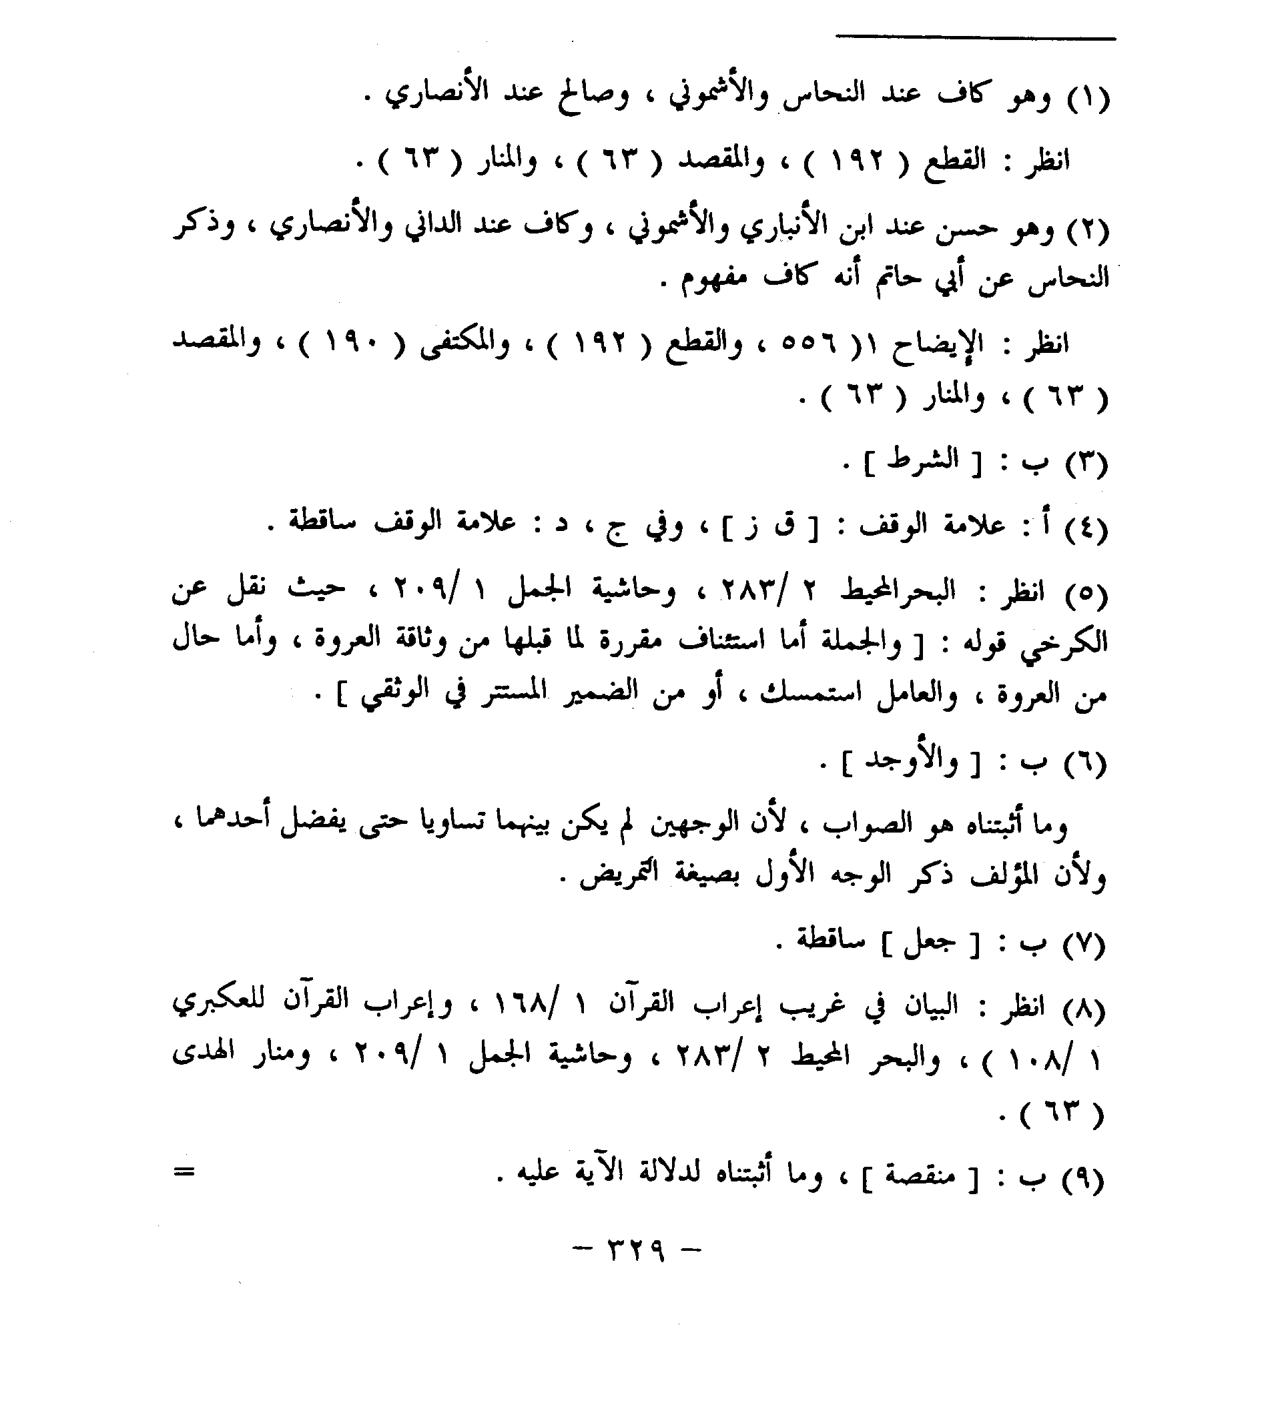 (١) وهو كاف عند النحاس والأشموني ، وصالح عند الأنصاري .
انظر : القطع ( ١٩٢ ) ، والمقصد ( ٦٣ ) ، والمنار ( ٦٣ ) .
(٢) وهو حسن عند ابن الأنباري والأشموني ، وكاف عند الداني والأنصاري ، وذكر
النحاس عن أبي حاتم أنه كاف مفهوم .
انظر : الإيضاح ١( ٥٥٦ ، والقطع ( ١٩٢ ) ، والمكتفى ( ١٩٠ ) ، والمقصد
( ٦٣ ) ، والمنار ( ٦٣ ) .
(٣) ب : [ الشرط ] .
(٤) أ : علامة الوقف : [ ق ز ] ، وفي ج ، د : علامة الوقف ساقطة .
(٥) انظر : البحرالمحيط ٢ /٢٨٣ ، وحاشية الجمل ١ /٢٠٩ ، حيث نقل عن
الكرخي قوله : [ والجملة أما استئناف مقررة لما قبلها من وثاقة العروة ، وأما حال
من العروة ، والعامل استمسك ، أو من الضمير المستتر في الوثقي ] .
(٦) ب : [ والأوجد ] .
وما أثبتناه هو الصواب ، لأن الوجهين لم يكن بينهما تساويا حتى يفضل أحدهما ،
ولأن المؤلف ذكر الوجه الأول بصيغة التمريض .
(٧) ب : [ جعل ] ساقطة .
(٨) انظر : البيان في غريب إعراب القرآن ١ /١٦٨ ، وإعراب القرآن للعكبري
١ /١٠٨ ) ، والبحر المحيط ٢ /٢٨٣ ، وحاشية الجمل ١ /٢٠٩ ، ومنار الهدى
( ٦٣ ) .
(٩) ب : [ منقصة ] ، وما أثبتناه لدلالة الآية عليه . =
– ٣٢٩ –